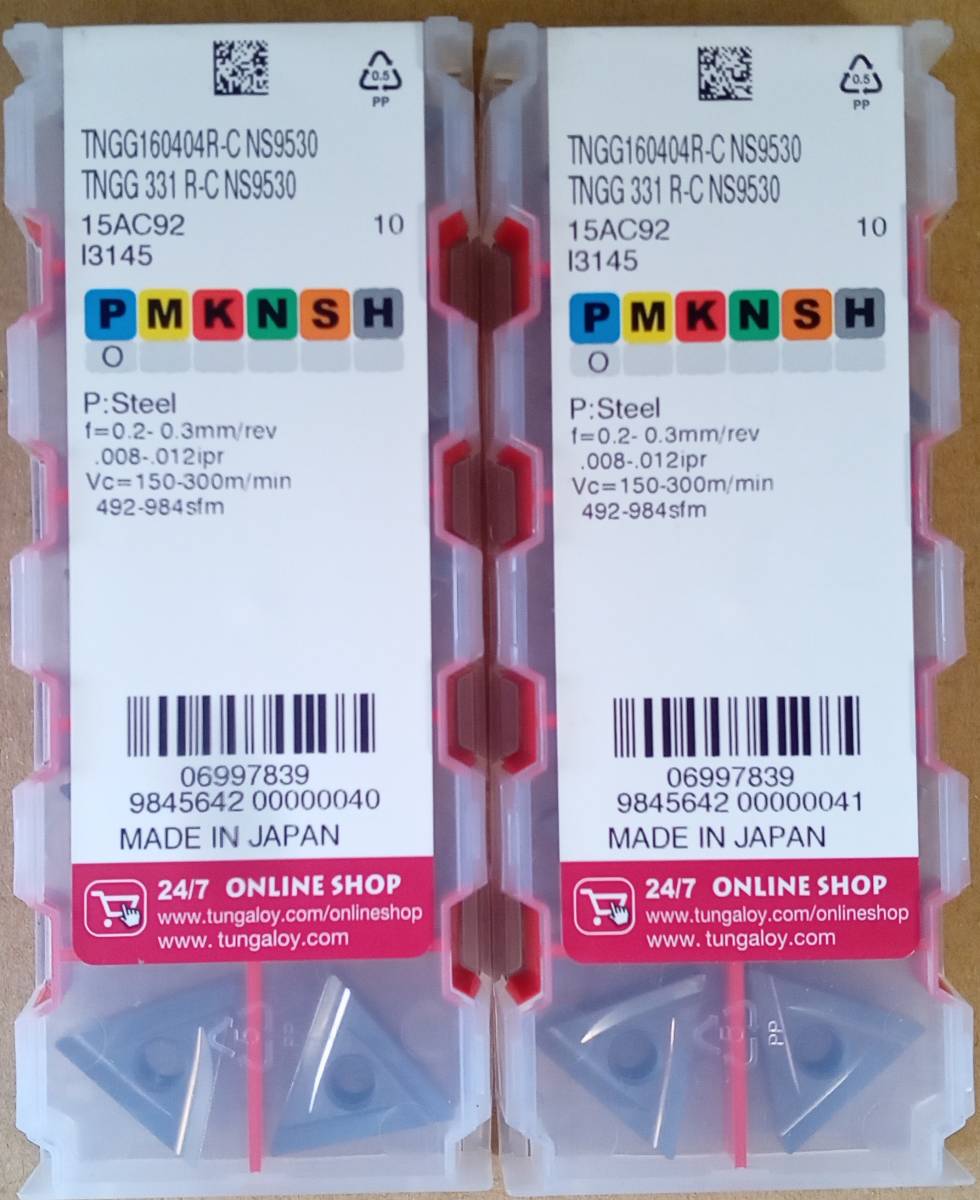 0.5
PP
TNGG160404R-C NS9530
TNGG 331 R-C NS9530
15AC92 10
I3145
P M K N S H
O
P:Steel
f=0.2- 0.3mm/rev
.008-.012ipr
Vc=150-300m/min
492-984sfm
06997839
9845642 00000040
MADE IN JAPAN
24/7 ONLINE SHOP
www.tungaloy.com/onlineshop
www. tungaloy.com
PP
0.5
PP
TNGG160404R-C NS9530
TNGG 331 R-C NS9530
15AC92 10
I3145
P M K N S H
O
P:Steel
f=0.2- 0.3mm/rev
.008-.012ipr
Vc=150-300m/min
492-984sfm
06997839
9845642 00000041
MADE IN JAPAN
24/7 ONLINE SHOP
www.tungaloy.com/onlineshop
www. tungaloy.com
PP